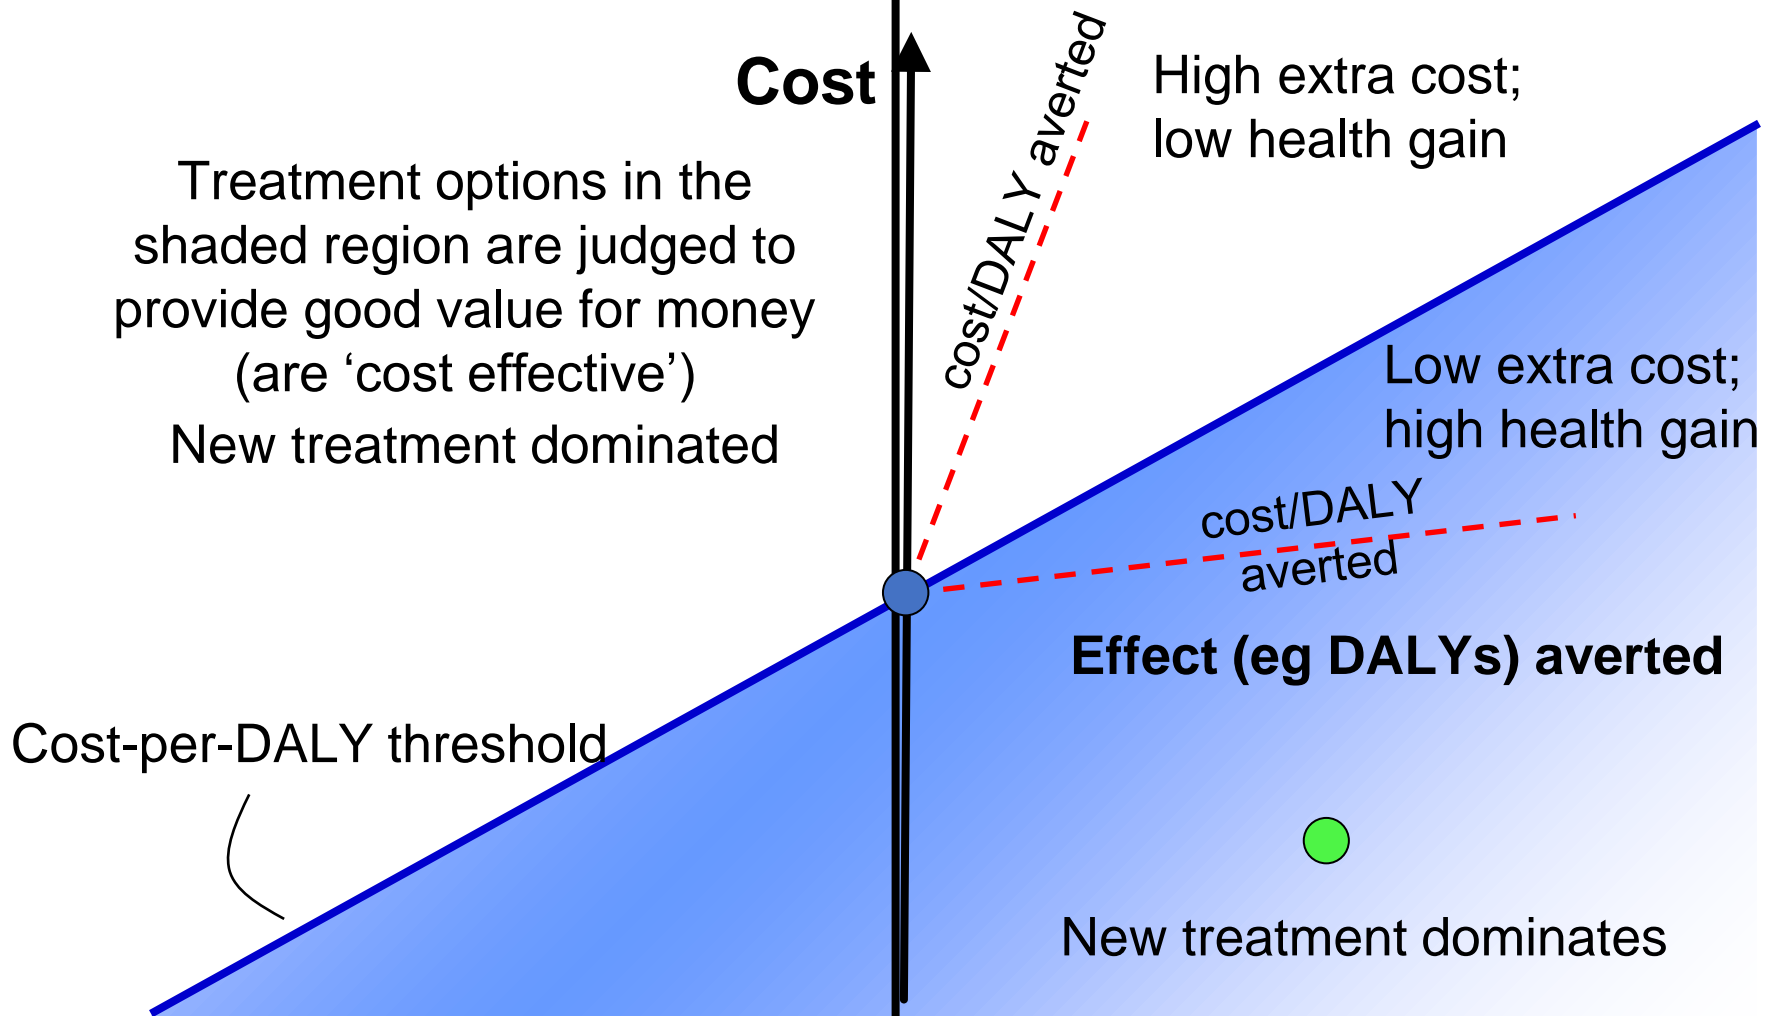 Cost
cost/DALY averted
High extra cost;
low health gain
Treatment options in the
shaded region are judged to
provide good value for money
(are ‘cost effective’)
New treatment dominated
Low extra cost;
high health gain
cost/DALY
averted
Effect (eg DALYs) averted
Cost-per-DALY threshold
New treatment dominates